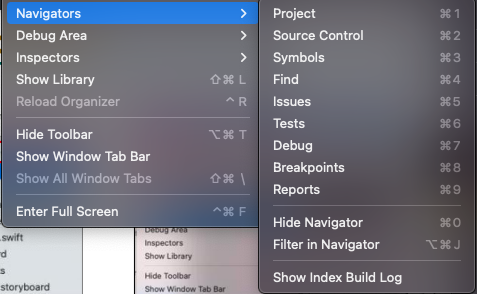 Navigators
Debug Area
Inspectors
Show Library ⇧⌘ L
Reload Organizer ^ R
Hide Toolbar ⌥⌘ T
Show Window Tab Bar
Show All Window Tabs ⇧⌘ \
Enter Full Screen ^⌘ F
Project ⌘ 1
Source Control ⌘ 2
Symbols ⌘ 3
Find ⌘ 4
Issues ⌘ 5
Tests ⌘ 6
Debug ⌘ 7
Breakpoints ⌘ 8
Reports ⌘ 9
Hide Navigator ⌘ 0
Filter in Navigator ⌥⌘ J
Show Index Build Log
.swift
rd
s
storyboard
Debug Area
Inspectors
Show Library
Hide Toolbar
Show Window Tab Bar